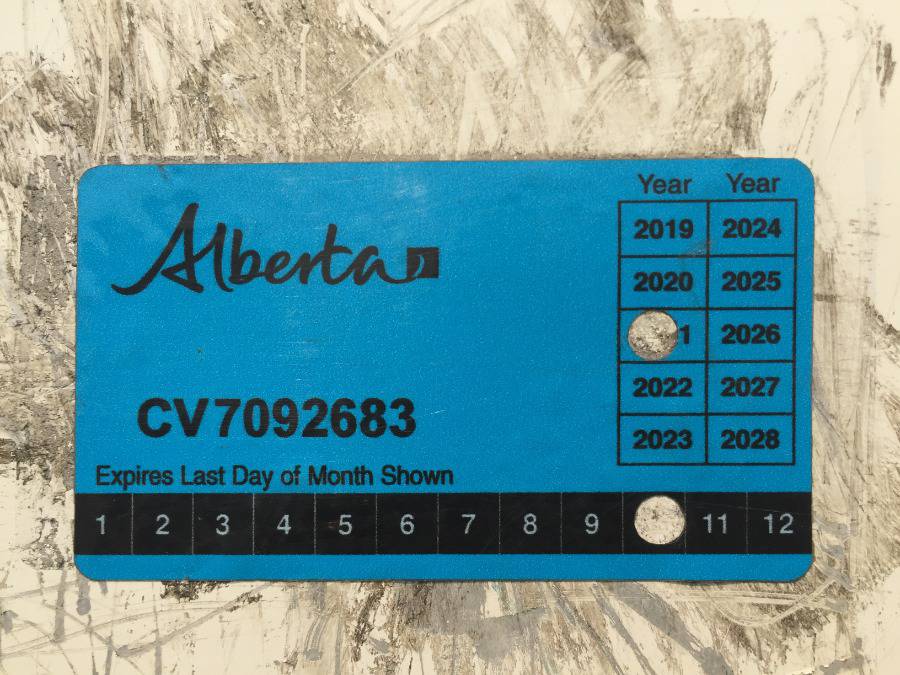 Alberta
CV7092683
Expires Last Day of Month Shown
Year Year
2019 2024
2020 2025
1 2026
2022 2027
2023 2028
1 2 3 4 5 6 7 8 9 11 12